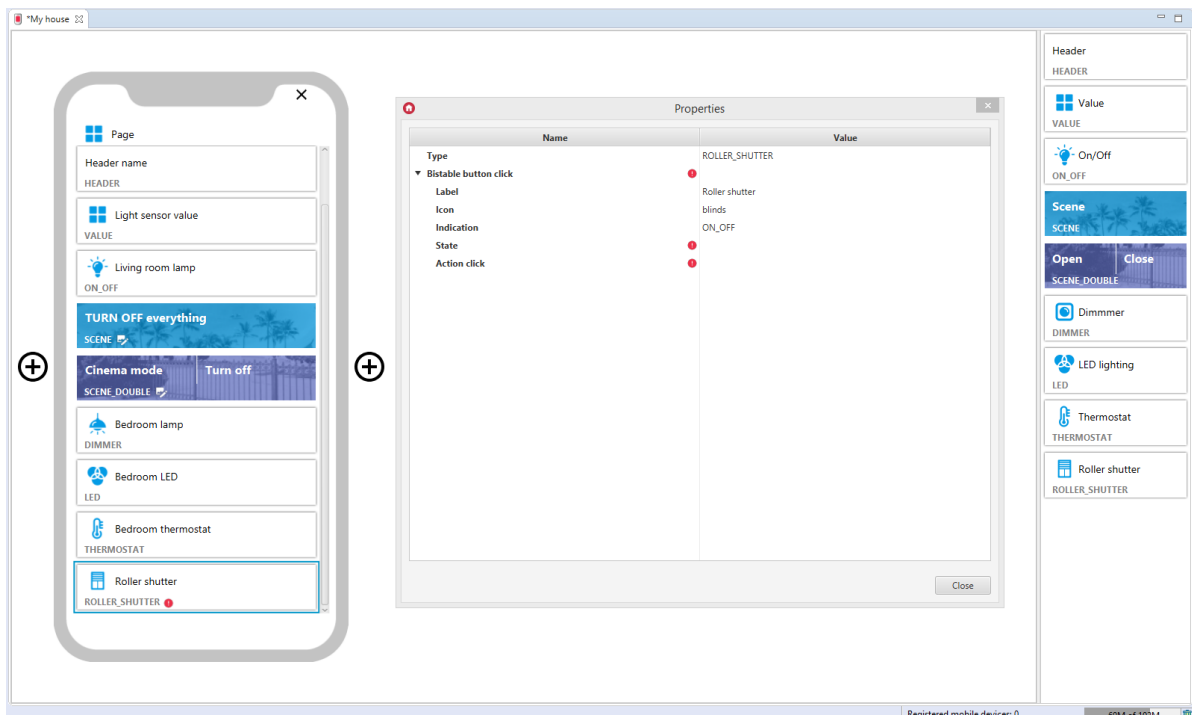 *My house
Page
Header name
HEADER
Light sensor value
VALUE
Living room lamp
ON_OFF
TURN OFF everything
SCENE
Cinema mode Turn off
SCENE_DOUBLE
Bedroom lamp
DIMMER
Bedroom LED
LED
Bedroom thermostat
THERMOSTAT
Roller shutter
ROLLER_SHUTTER
Properties
Name Value
Type ROLLER_SHUTTER
Bistable button click
Label Roller shutter
Icon blinds
Indication ON_OFF
State
Action click
Close
Header
HEADER
Value
VALUE
On/Off
ON_OFF
Scene
SCENE
Open Close
SCENE_DOUBLE
Dimmmer
DIMMER
LED lighting
LED
Thermostat
THERMOSTAT
Roller shutter
ROLLER_SHUTTER
Registered mobile devices: 0